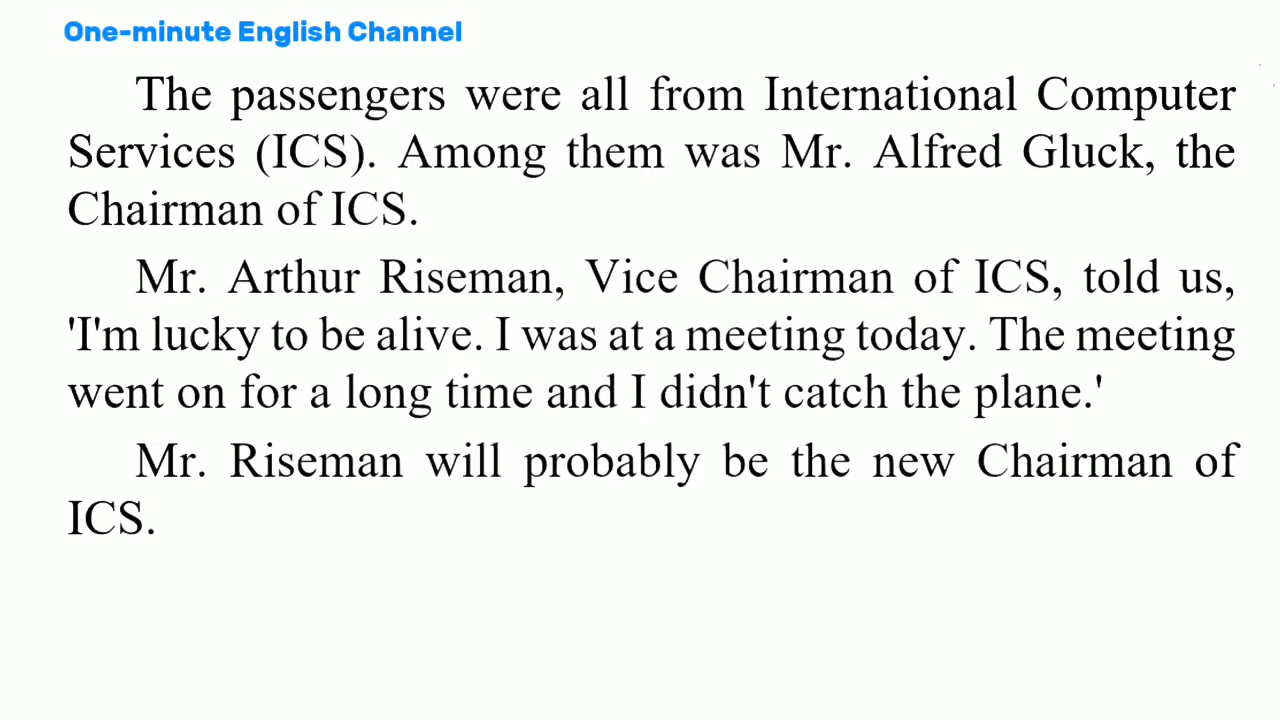 One-minute English Channel
The passengers were all from International Computer
Services (ICS). Among them was Mr. Alfred Gluck, the
Chairman of ICS.
Mr. Arthur Riseman, Vice Chairman of ICS, told us,
'I'm lucky to be alive. I was at a meeting today. The meeting
went on for a long time and I didn't catch the plane.'
Mr. Riseman will probably be the new Chairman of
ICS.